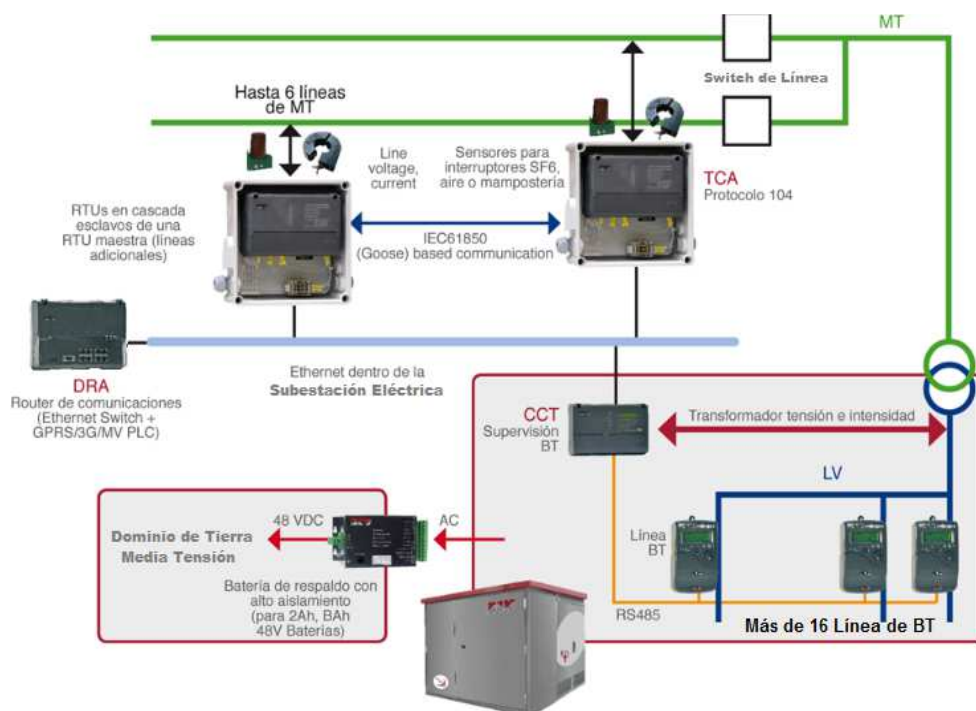 MT
Switch de Línrea
Hasta 6 líneas
de MT
Line
voltage,
current
Sensores para
interruptores SF6,
aire o mampostería
TCA
Protocolo 104
RTUs en cascada
esclavos de una
RTU maestra (líneas
adicionales)
IEC61850
(Goose) based communication
DRA
Router de comunicaciones
(Ethernet Switch +
GPRS/3G/MV PLC)
Ethernet dentro de la
Subestación Eléctrica
CCT
Supervisión
BT
Transformador tensión e intensidad
LV
Línea
BT
RS485
Más de 16 Línea de BT
48 VDC
AC
Dominio de Tierra
Media Tensión
Batería de respaldo con
alto aislamiento
(para 2Ah, BAh
48V Baterías)